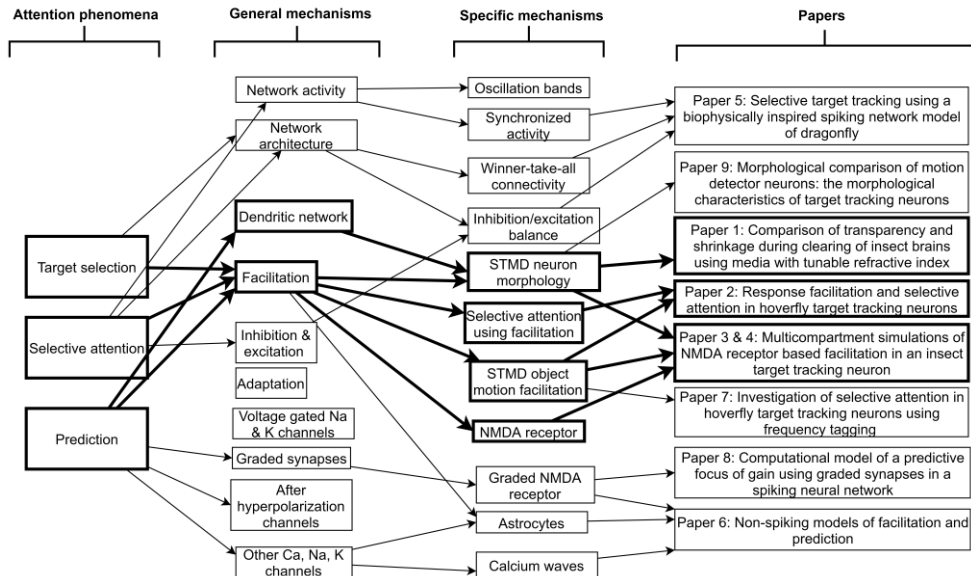 Attention phenomena
General mechanisms
Specific mechanisms
Papers
Target selection
Selective attention
Prediction
Network activity
Network
architecture
Dendritic network
Facilitation
Inhibition &
excitation
Adaptation
Voltage gated Na
& K channels
Graded synapses
After
hyperpolarization
channels
Other Ca, Na, K
channels
Oscillation bands
Synchronized
activity
Winner-take-all
connectivity
Inhibition/excitation
balance
STMD neuron
morphology
Selective attention
using facilitation
STMD object
motion facilitation
NMDA receptor
Graded NMDA
receptor
Astrocytes
Calcium waves
Paper 5: Selective target tracking using a
biophysically inspired spiking network model
of dragonfly
Paper 9: Morphological comparison of motion
detector neurons: the morphological
characteristics of target tracking neurons
Paper 1: Comparison of transparency and
shrinkage during clearing of insect brains
using media with tunable refractive index
Paper 2: Response facilitation and selective
attention in hoverfly target tracking neurons
Paper 3 & 4: Multicompartment simulations of
NMDA receptor based facilitation in an insect
target tracking neuron
Paper 7: Investigation of selective attention
in hoverfly target tracking neurons using
frequency tagging
Paper 8: Computational model of a predictive
focus of gain using graded synapses in a
spiking neural network
Paper 6: Non-spiking models of facilitation and
prediction